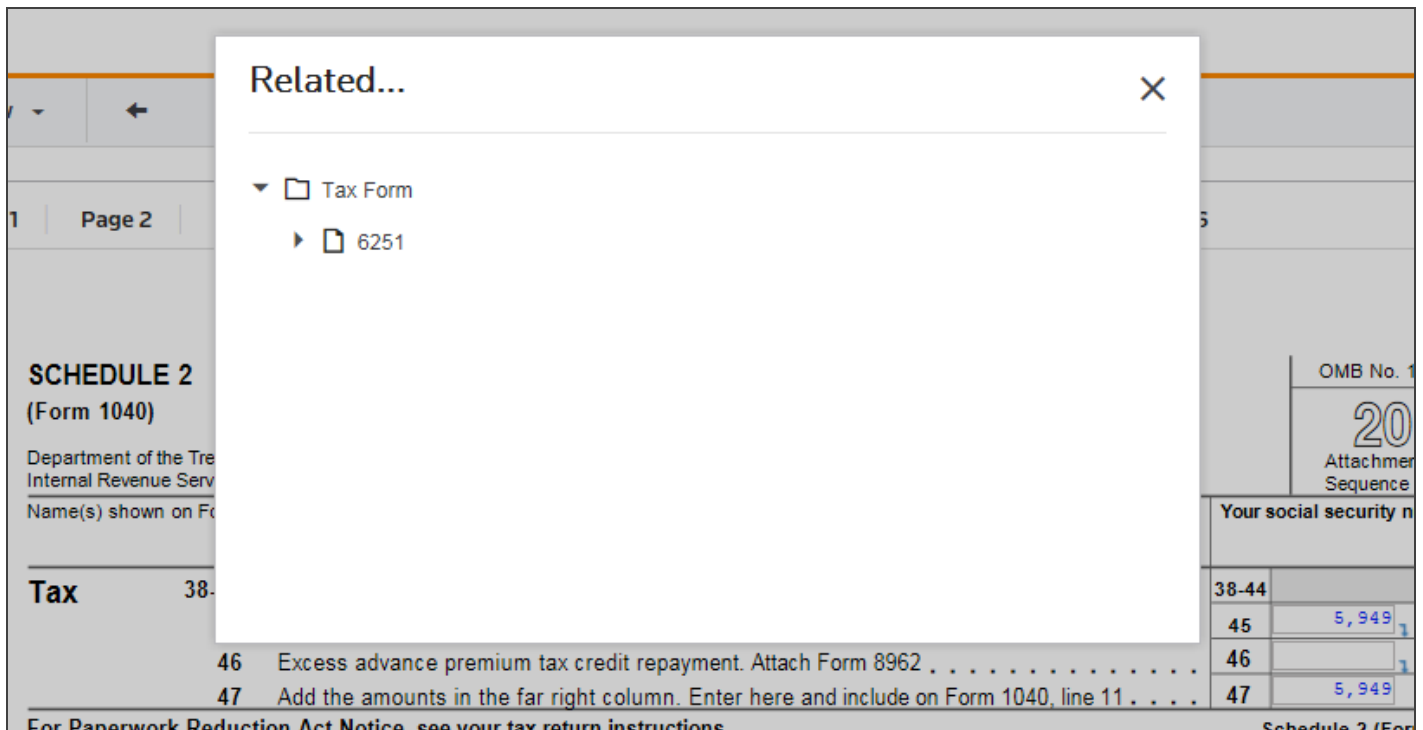 Related...
Tax Form
1 Page 2
6251
SCHEDULE 2
(Form 1040)
OMB No. 1
20
Department of the Tre
Internal Revenue Serv
Attachmen
Sequence
Name(s) shown on Fo
Your social security n
Tax 38- 38-44
45 5,949
46 Excess advance premium tax credit repayment. Attach Form 8962 . . . . . . . . . . . . . . 46
47 Add the amounts in the far right column. Enter here and include on Form 1040, line 11 . . . . 47 5,949
For Paperwork Reduction Act Notice, see your tax return instructions. Schedule 2 (For